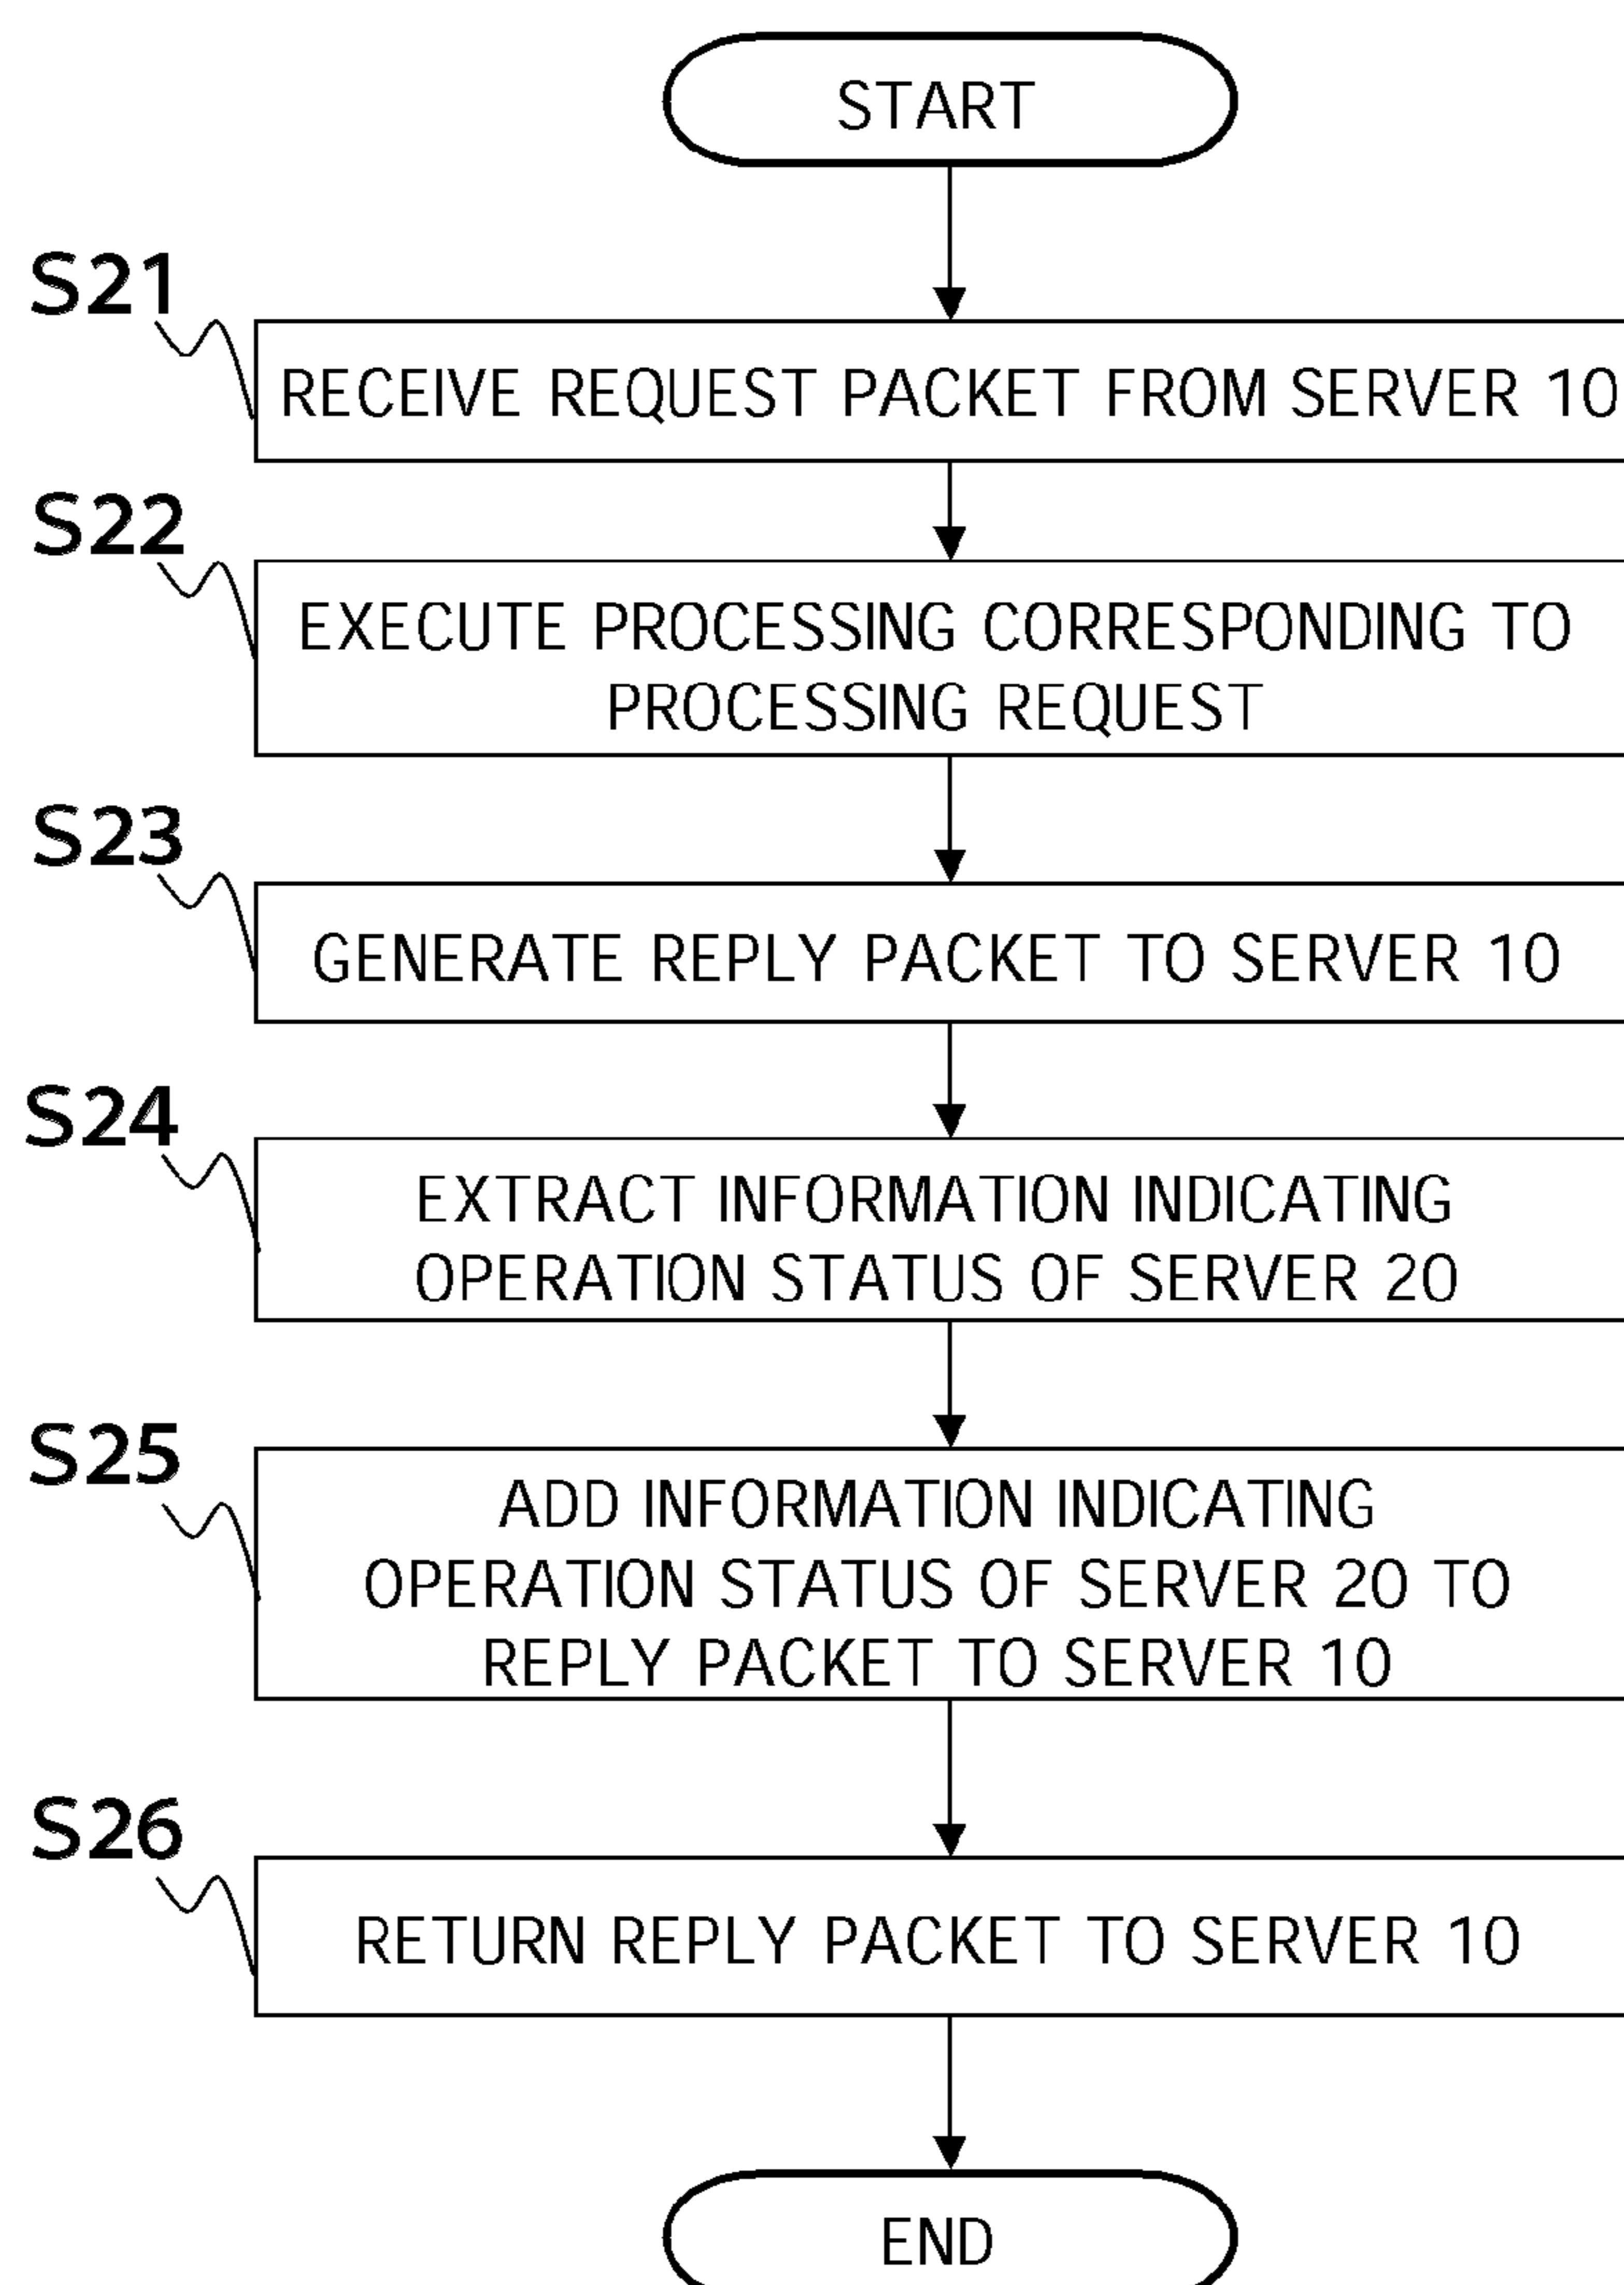 START
S21
RECEIVE REQUEST PACKET FROM SERVER 10
S22
EXECUTE PROCESSING CORRESPONDING TO
PROCESSING REQUEST
S23
GENERATE REPLY PACKET TO SERVER 10
S24
EXTRACT INFORMATION INDICATING
OPERATION STATUS OF SERVER 20
S25
ADD INFORMATION INDICATING
OPERATION STATUS OF SERVER 20 TO
REPLY PACKET TO SERVER 10
S26
RETURN REPLY PACKET TO SERVER 10
END